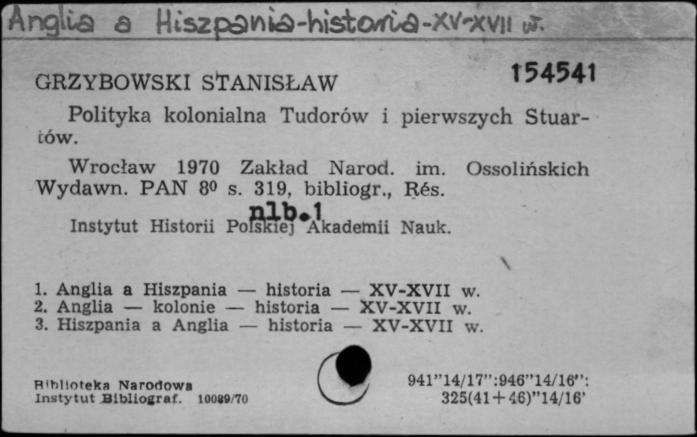 Anglia a Hiszpania-historia-XV-XVII w.
154541
GRZYBOWSKI STANISŁAW
Polityka kolonialna Tudorów i pierwszych Stuar-
tów.
Wrocław 1970 Zakład Narod. im. Ossolińskich
Wydawn. PAN 8º s. 319, bibliogr., Rés.
nlb.1
Instytut Historii Polskiej Akademii Nauk.
1. Anglia a Hiszpania — historia — XV-XVII w.
2. Anglia — kolonie — historia — XV-XVII w.
3. Hiszpania a Anglia — historia — XV-XVII w.
Biblioteka Narodowa
Instytut Bibliograf. 10089/70
941"14/17":946"14/16":
325(41+46)"14/16'